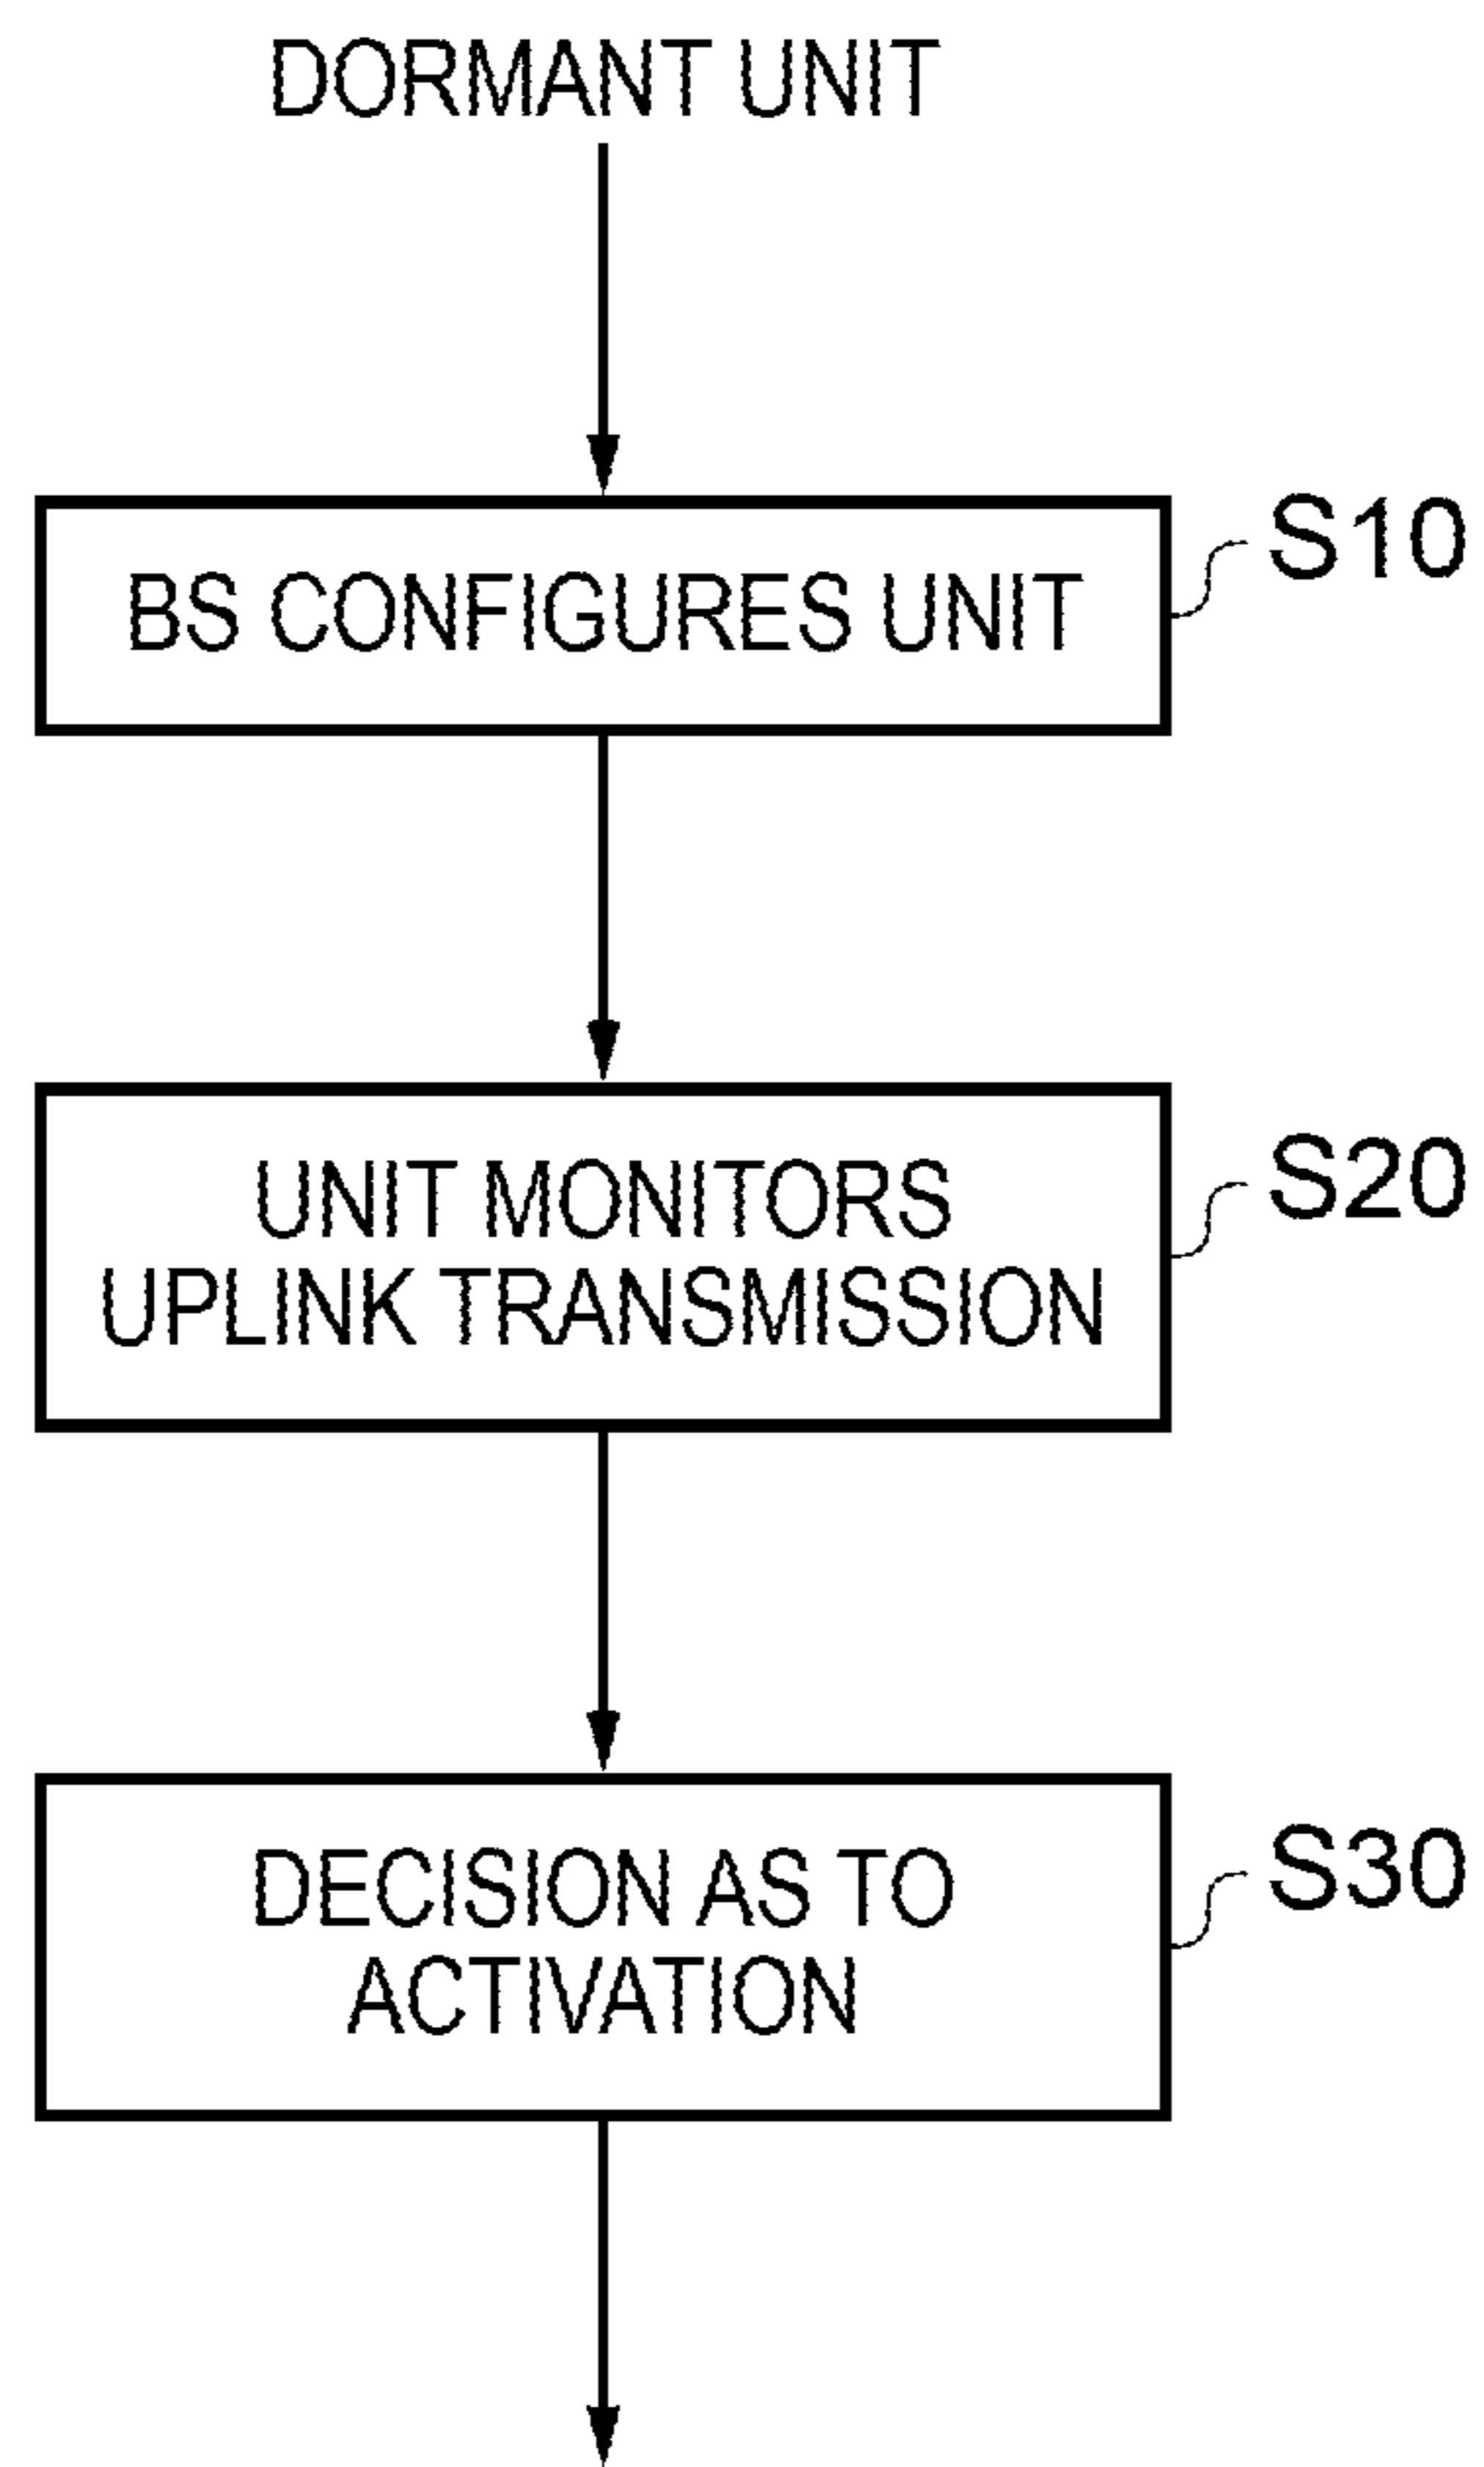 DORMANT UNIT
BS CONFIGURES UNIT
S10
UNIT MONITORS
UPLINK TRANSMISSION
S20
DECISION AS TO
ACTIVATION
S30